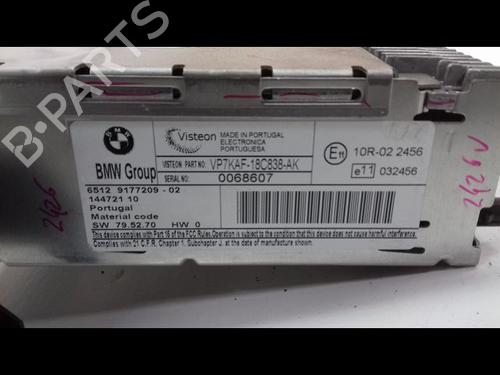 B-PARTS
BMW Group
Visteon
MADE IN PORTUGAL
ELECTRONICA
PORTUGUESA
VISTEON PART NO: VP7KAF-18C838-AK
SERIAL NO: 0068607
E11 10R-02 2456
e11 032456
6512 9177209 - 02
144721 10
Portugal
Material code
SW 79.52.70 HW 0
This device complies with Part 15 of the FCC Rules.Operation is subject to the condition that this device does not cause harmful interference.
Complies with 21 C.F.R. Chapter 1. Subchapter J. at the date of manufacture shown.
2426
2426 V